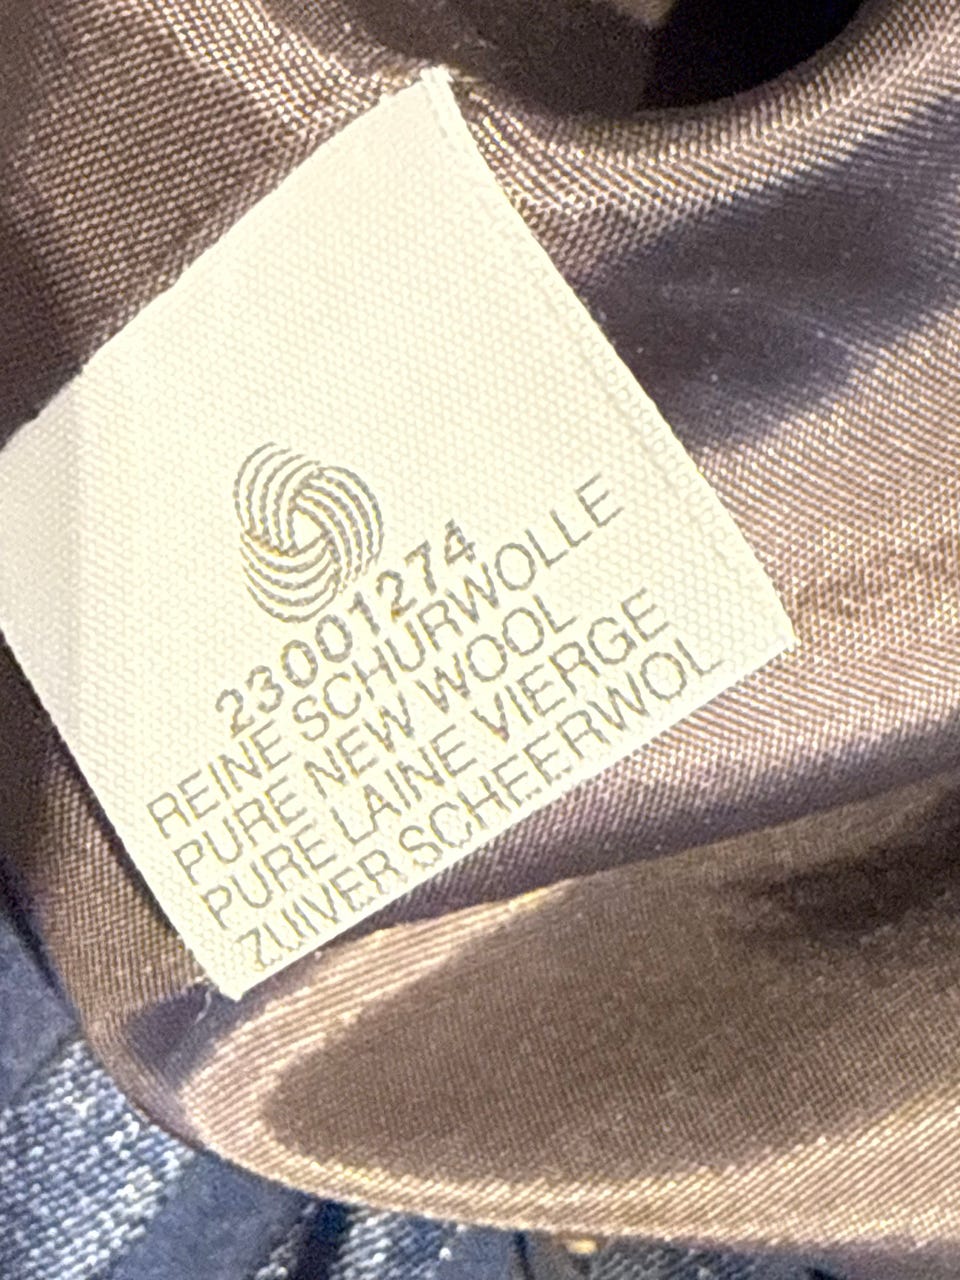 23001274
REINE SCHURWOLLE
PURE NEW WOOL
PURE LAINE VIERGE
ZUIVER SCHEERWOL